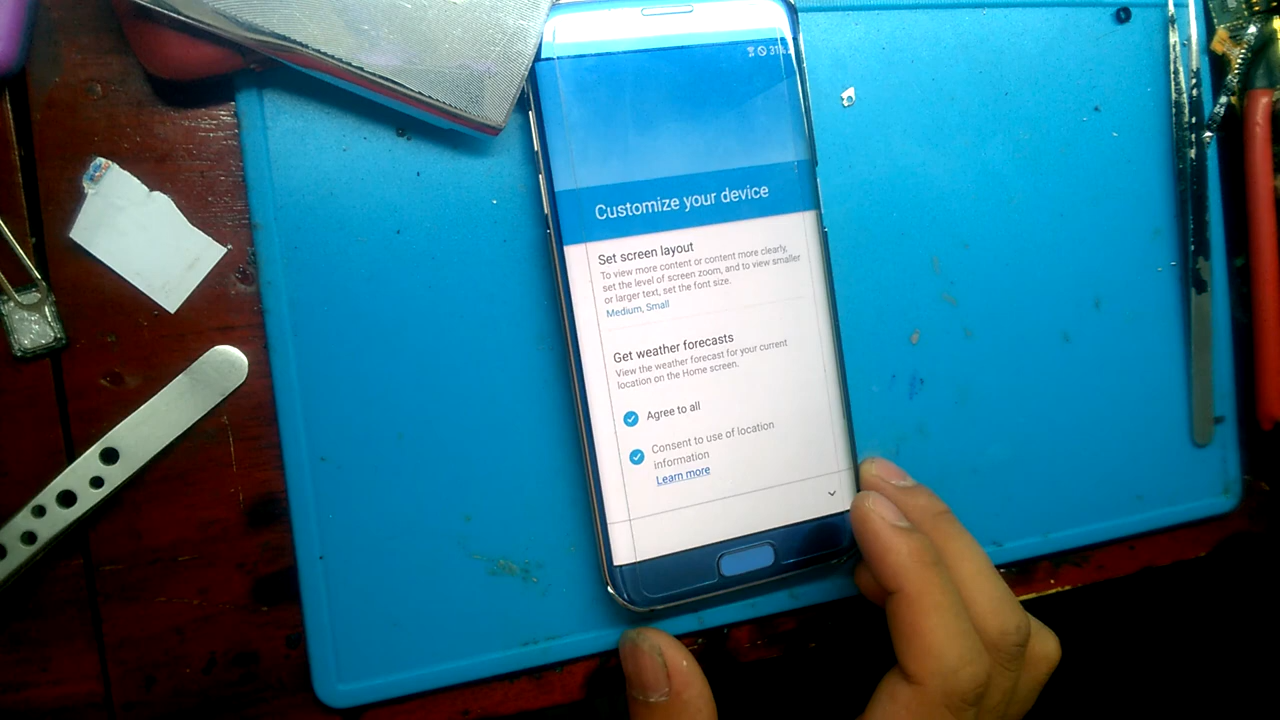 31%
Customize your device
Set screen layout
To view more content or content more clearly,
set the level of screen zoom, and to view smaller
or larger text, set the font size.
Medium, Small
Get weather forecasts
View the weather forecast for your current
location on the Home screen.
Agree to all
Consent to use of location
information
Learn more